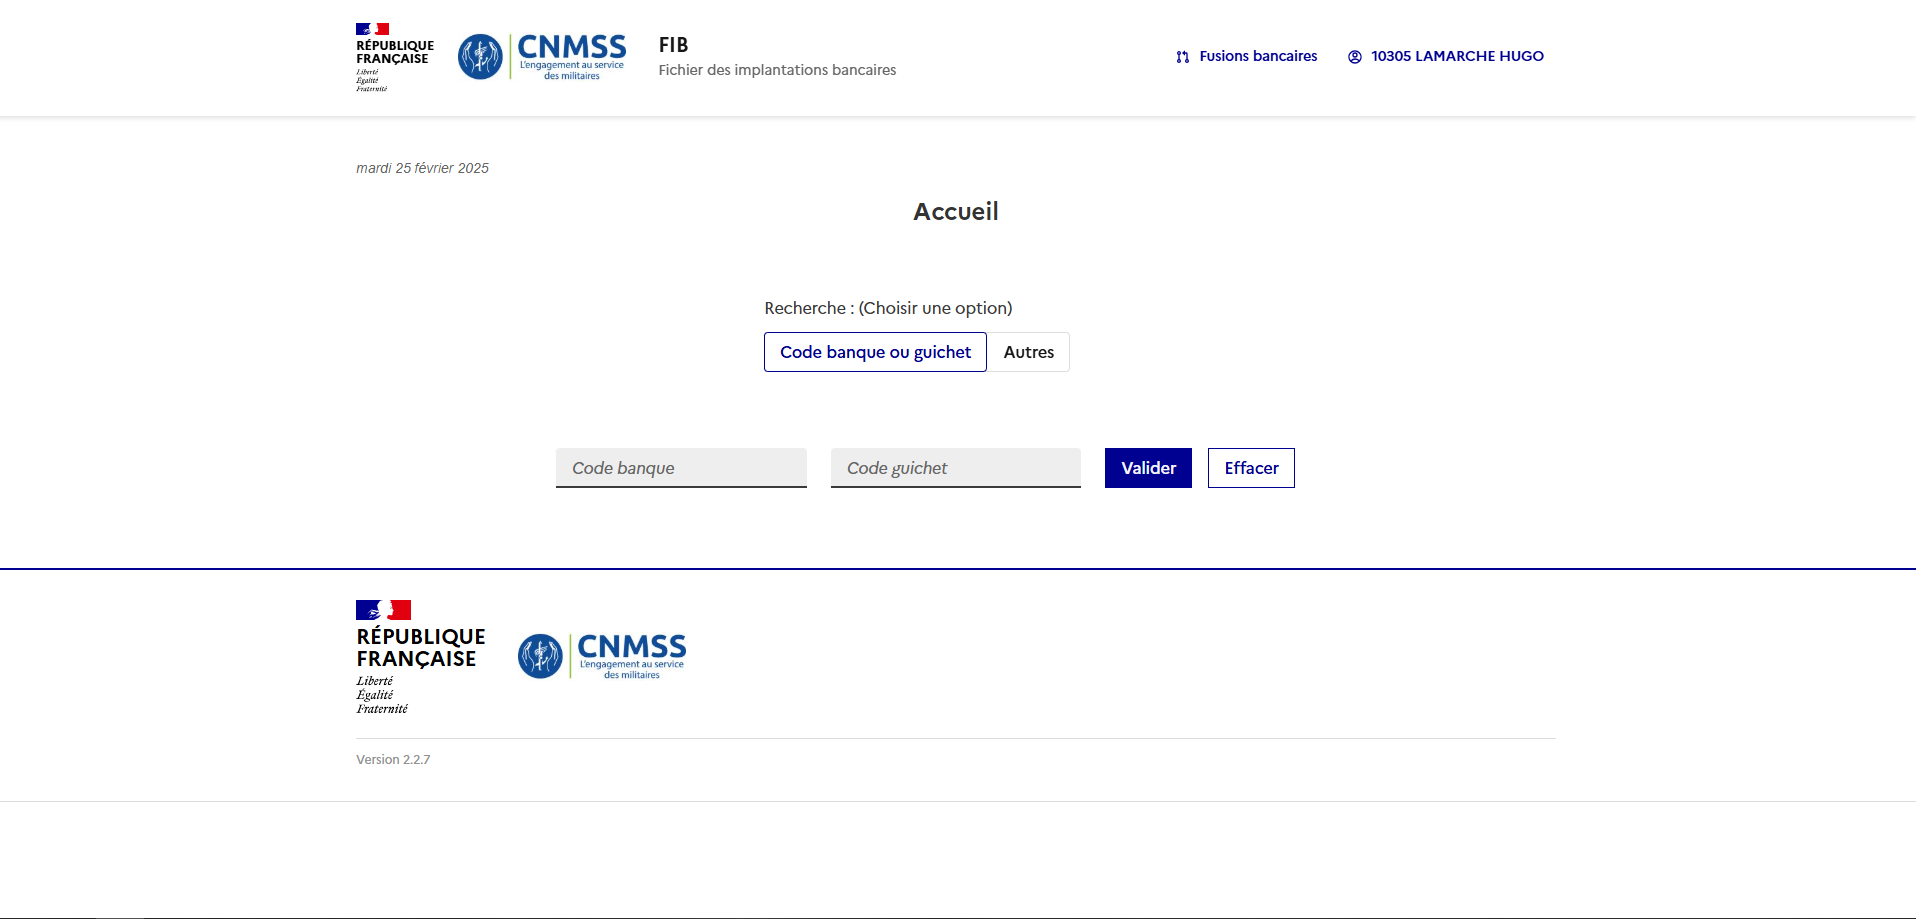 RÉPUBLIQUE
FRANÇAISE
Liberté
Égalité
Fraternité
CNMSS
L'engagement au service
des militaires
FIB
Fichier des implantations bancaires
Fusions bancaires
10305 LAMARCHE HUGO
mardi 25 février 2025
Accueil
Recherche : (Choisir une option)
Code banque ou guichet
Autres
Code banque
Code guichet
Valider
Effacer
RÉPUBLIQUE
FRANÇAISE
Liberté
Égalité
Fraternité
CNMSS
L'engagement au service
des militaires
Version 2.2.7